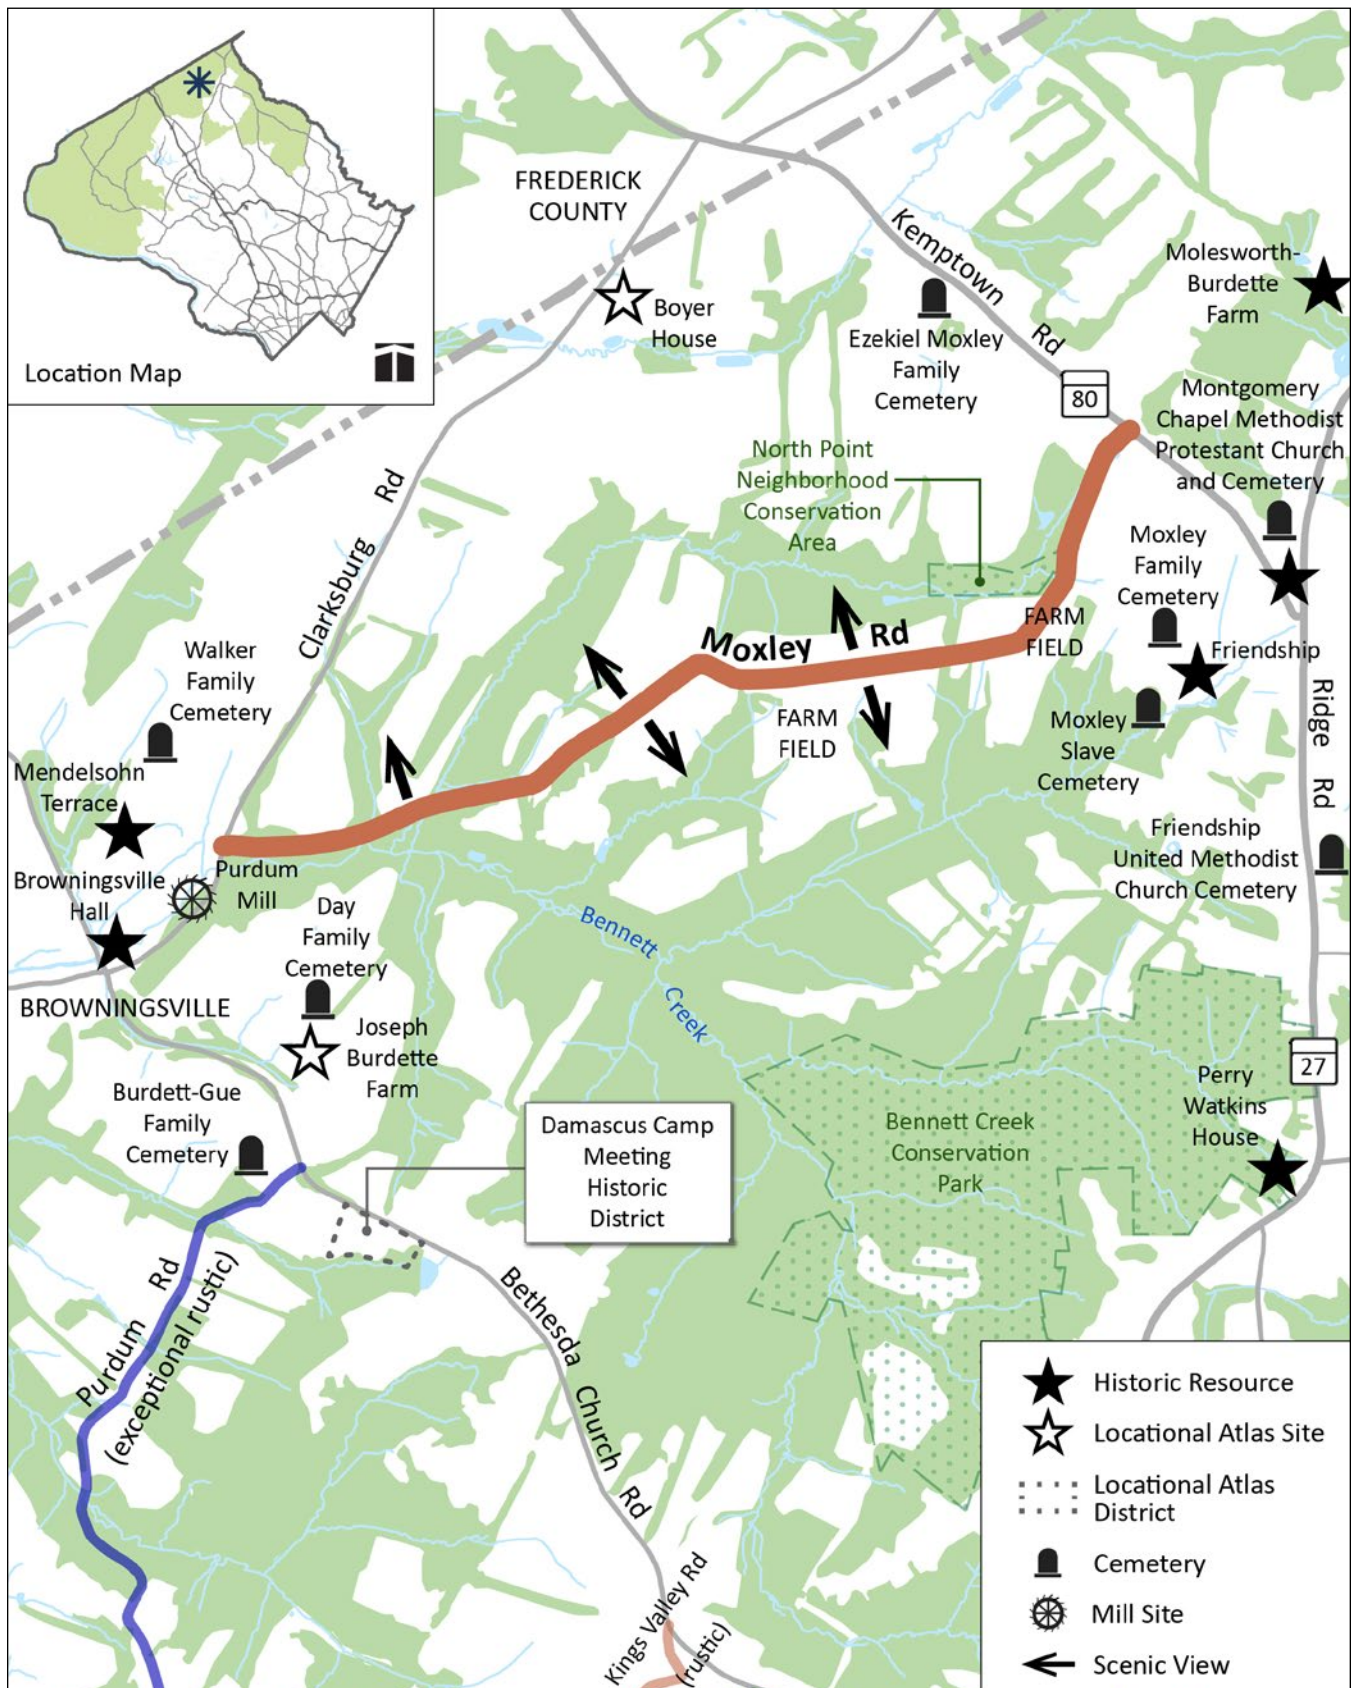 Location Map
FREDERICK
COUNTY
Boyer
House
Kemptown
Rd
Ezekiel Moxley
Family
Cemetery
Molesworth-
Burdette
Farm
80
Montgomery
Chapel Methodist
Protestant Church
and Cemetery
North Point
Neighborhood
Conservation
Area
Clarksburg
Rd
Moxley
Family
Cemetery
Friendship
Moxley
Rd
FARM
FIELD
FARM
FIELD
Walker
Family
Cemetery
Moxley
Slave
Cemetery
Ridge
Rd
Mendelsohn
Terrace
Friendship
United Methodist
Church Cemetery
Purdum
Mill
Browningsville
Hall
Day
Family
Cemetery
Bennett
Creek
BROWNINGSVILLE
Joseph
Burdette
Farm
27
Perry
Watkins
House
Burdett-Gue
Family
Cemetery
Damascus Camp
Meeting
Historic
District
Bennett Creek
Conservation
Park
Purdum
Rd
(exceptional rustic)
Bethesda
Church
Rd
Kings Valley Rd
(rustic)
Historic Resource
Locational Atlas Site
Locational Atlas
District
Cemetery
Mill Site
Scenic View